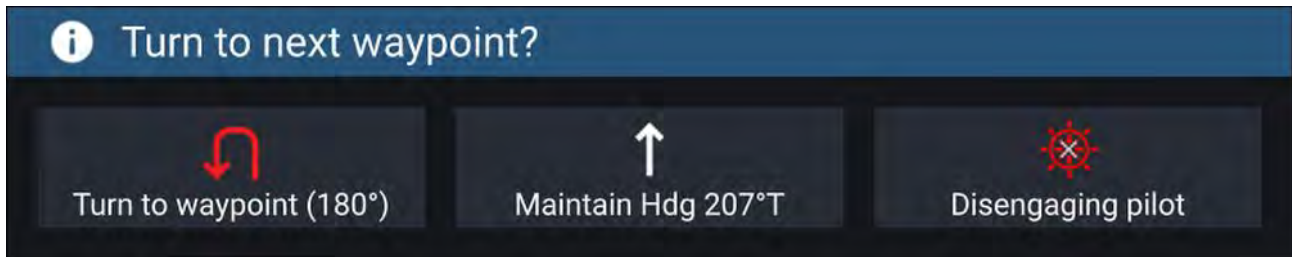 Turn to next waypoint?
Turn to waypoint (180°)
Maintain Hdg 207°T
Disengaging pilot